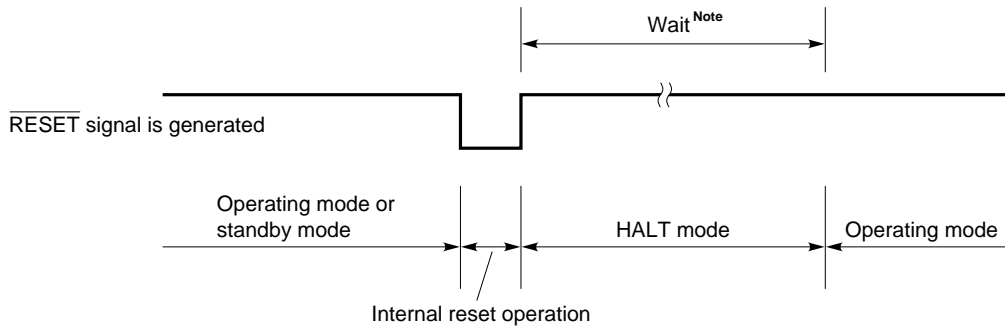 Wait Note
RESET signal is generated
Operating mode or
standby mode
HALT mode
Operating mode
Internal reset operation